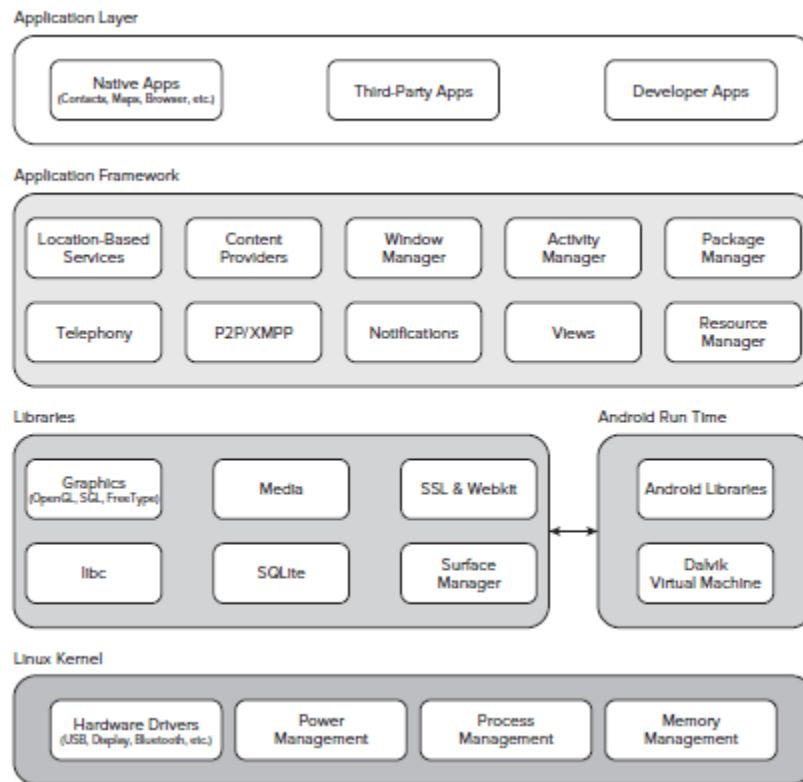 Application Layer
Native Apps
(Contacts, Maps, Browser, etc.)
Third-Party Apps
Developer Apps
Application Framework
Location-Based
Services
Content
Providers
Window
Manager
Activity
Manager
Package
Manager
Telephony
P2P/XMPP
Notifications
Views
Resource
Manager
Libraries
Graphics
(OpenGL, SGL, FreeType)
Media
SSL & Webkit
libc
SQLite
Surface
Manager
Android Run Time
Android Libraries
Dalvik
Virtual Machine
Linux Kernel
Hardware Drivers
(USB, Display, Bluetooth, etc.)
Power
Management
Process
Management
Memory
Management